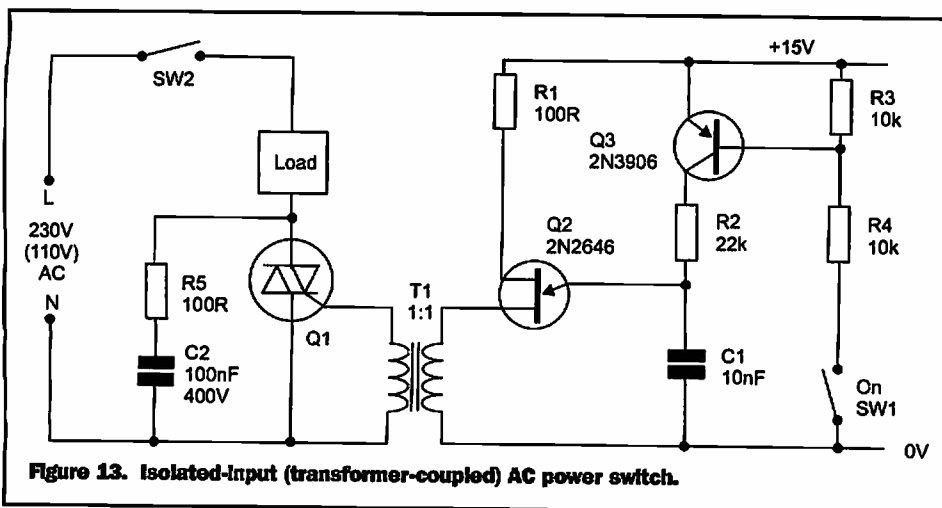 +15V
SW2
R1
100R
R3
10k
Load
Q3
2N3906
L
230V
(110V)
AC
N
Q2
2N2646
R2
22k
R4
10k
R5
100R
T1
1:1
Q1
C2
100nF
400V
C1
10nF
On
SW1
0V
Figure 13. Isolated-input (transformer-coupled) AC power switch.